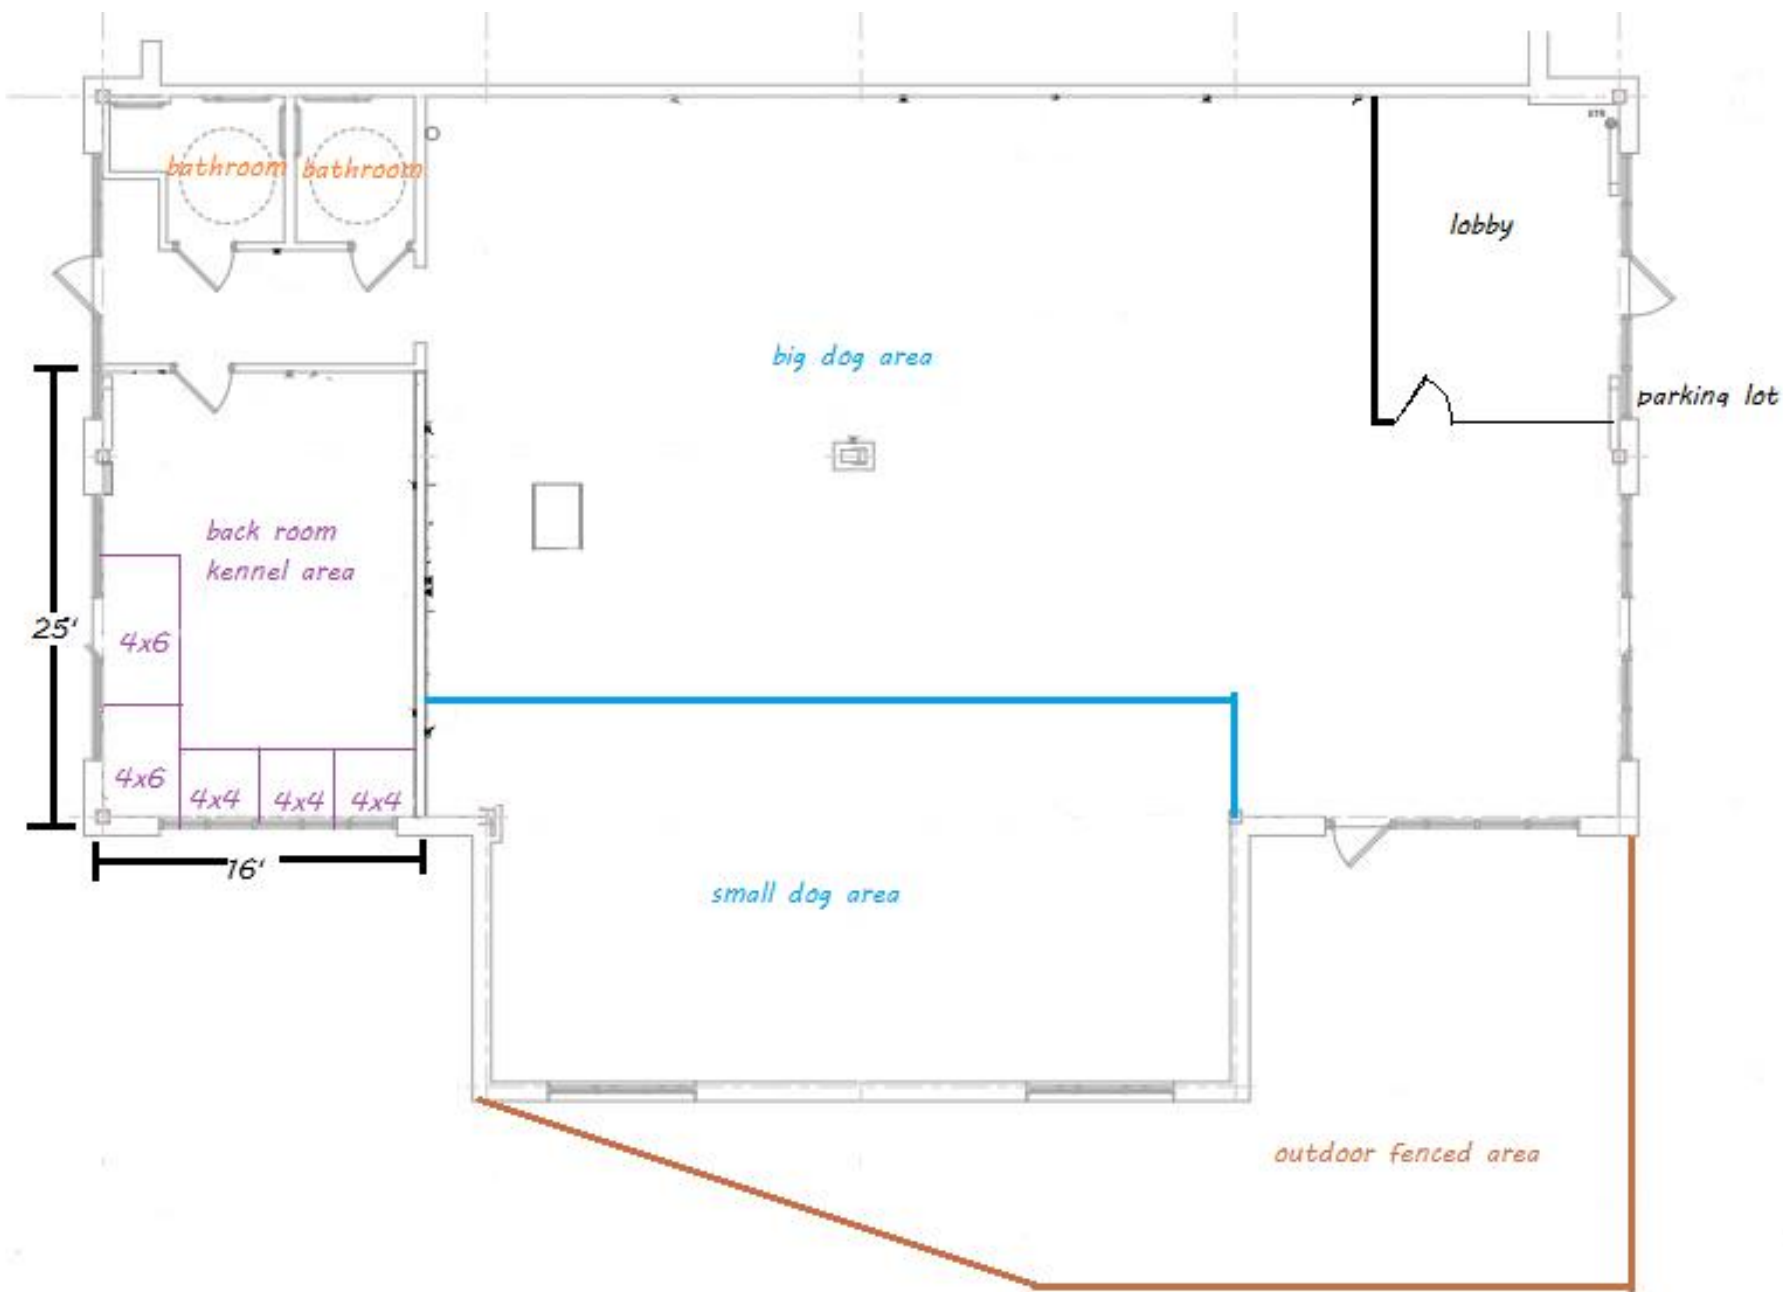 bathroom
bathroom
lobby
big dog area
parking lot
back room
kennel area
25'
4x6
4x6
4x4
4x4
4x4
16'
small dog area
outdoor fenced area